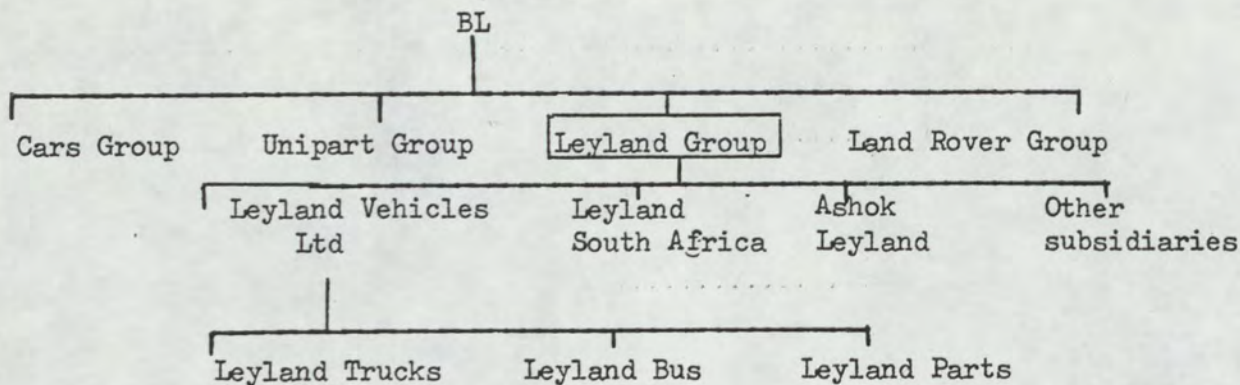 BL
Cars Group Unipart Group Leyland Group Land Rover Group
Leyland Vehicles Leyland Ashok Other
Ltd South Africa Leyland subsidiaries
Leyland Trucks Leyland Bus Leyland Parts